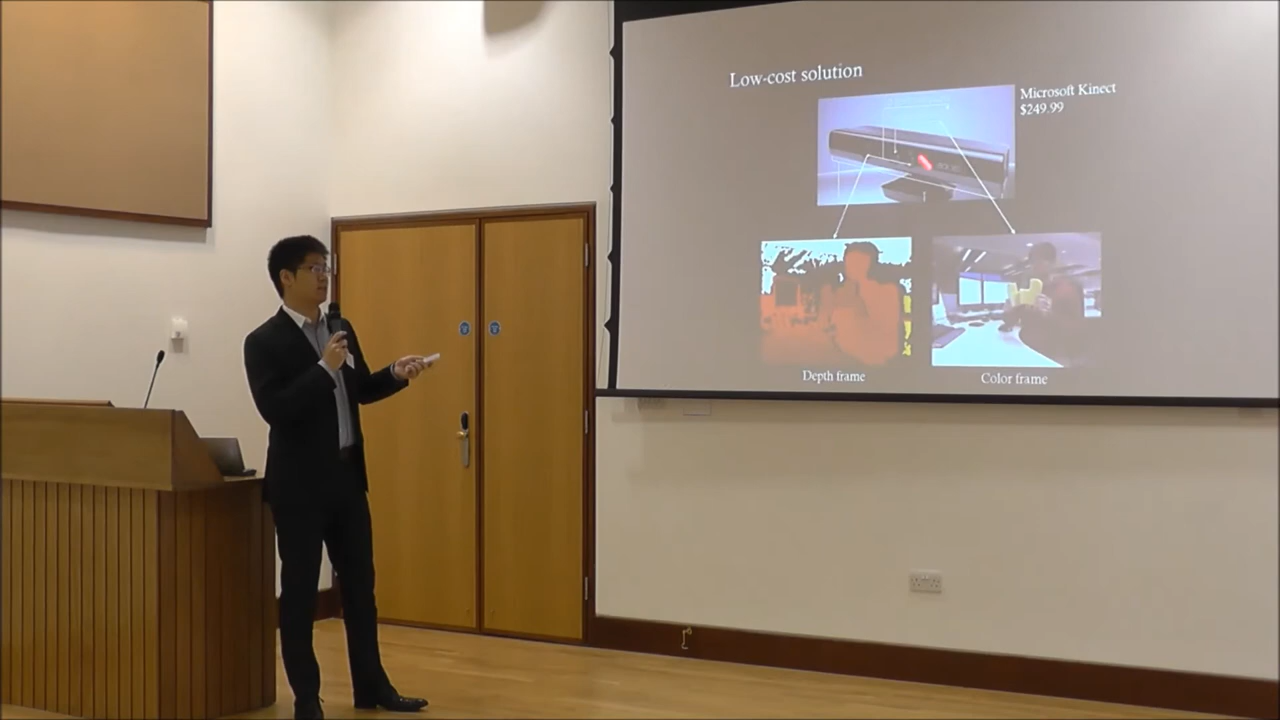 Low-cost solution
Microsoft Kinect
$249.99
Depth frame
Color frame